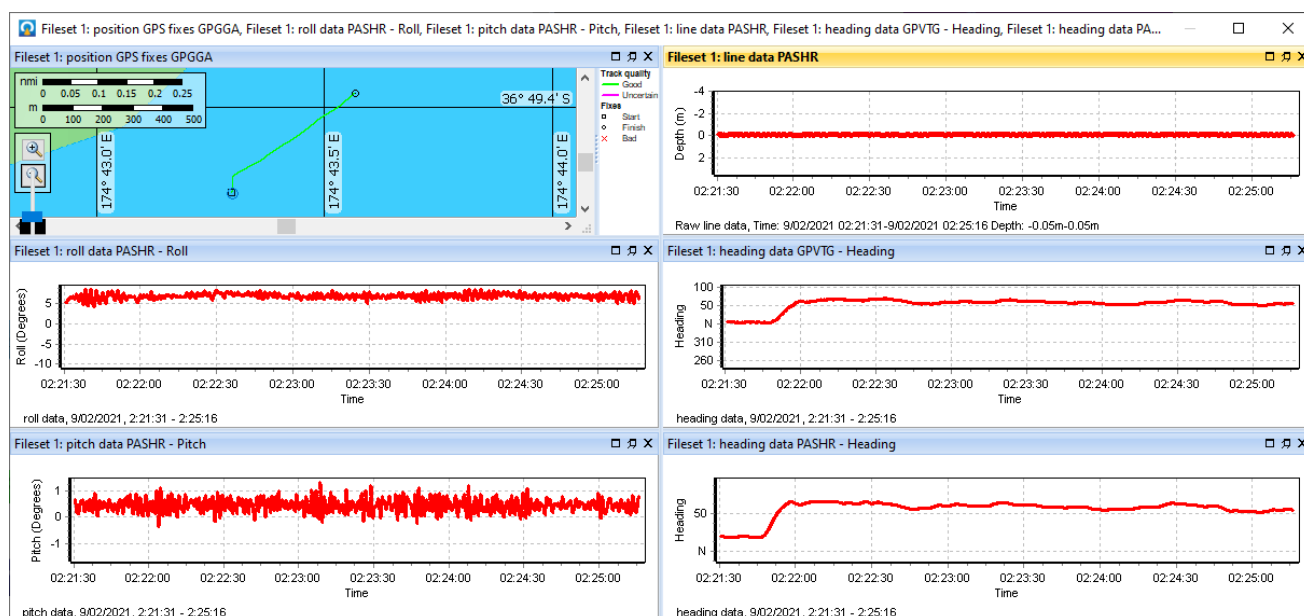 Fileset 1: position GPS fixes GPGGA, Fileset 1: roll data PASHR - Roll, Fileset 1: pitch data PASHR - Pitch, Fileset 1: line data PASHR, Fileset 1: heading data GPVTG - Heading, Fileset 1: heading data PA...
Fileset 1: position GPS fixes GPGGA
nmi
0 0.05 0.1 0.15 0.2 0.25
m
0 100 200 300 400 500
36° 49.4' S
174° 43.0' E
174° 43.5' E
174° 44.0' E
Track quality
Good
Uncertain
Fixes
Start
Finish
Bad
Fileset 1: line data PASHR
Depth (m)
-4
-2
0
2
02:21:30 02:22:00 02:22:30 02:23:00 02:23:30 02:24:00 02:24:30 02:25:00
Time
Raw line data, Time: 9/02/2021 02:21:31-9/02/2021 02:25:16 Depth: -0.05m-0.05m
Fileset 1: roll data PASHR - Roll
Roll (Degrees)
5
0
-5
-10
02:21:30 02:22:00 02:22:30 02:23:00 02:23:30 02:24:00 02:24:30 02:25:00
Time
roll data, 9/02/2021, 2:21:31 - 2:25:16
Fileset 1: heading data GPVTG - Heading
Heading
100
50
N
310
260
02:21:30 02:22:00 02:22:30 02:23:00 02:23:30 02:24:00 02:24:30 02:25:00
Time
heading data, 9/02/2021, 2:21:31 - 2:25:16
Fileset 1: pitch data PASHR - Pitch
Pitch (Degrees)
1
0
-1
02:21:30 02:22:00 02:22:30 02:23:00 02:23:30 02:24:00 02:24:30 02:25:00
Time
pitch data, 9/02/2021, 2:21:31 - 2:25:16
Fileset 1: heading data PASHR - Heading
Heading
50
N
02:21:30 02:22:00 02:22:30 02:23:00 02:23:30 02:24:00 02:24:30 02:25:00
Time
heading data, 9/02/2021, 2:21:31 - 2:25:16